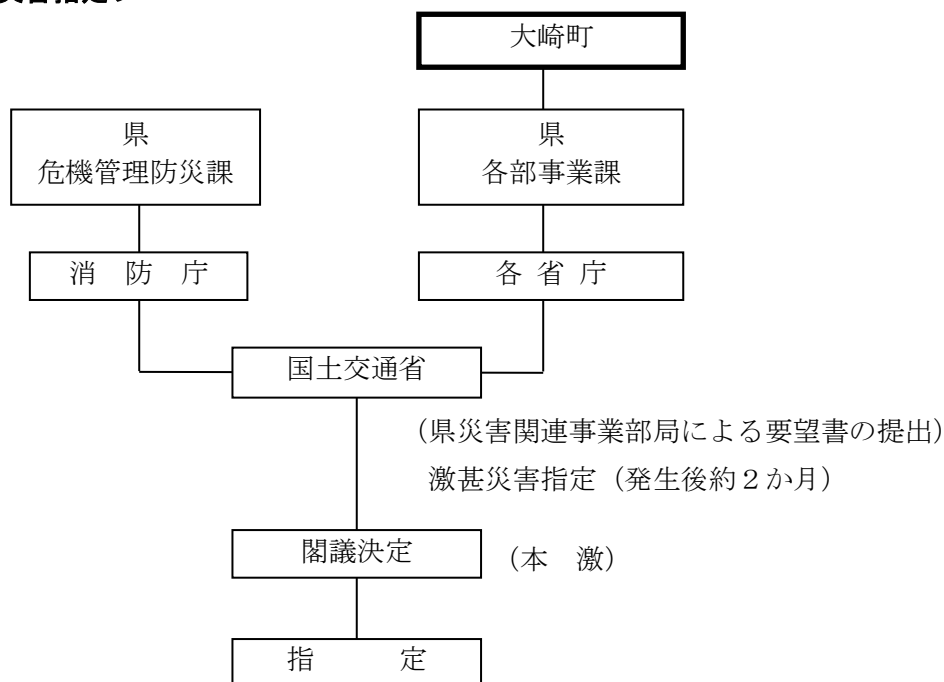 災害指定>
大崎町
県
危機管理防災課
県
各部事業課
消 防 庁
各 省 庁
国土交通省
(県災害関連事業部局による要望書の提出)
激甚災害指定(発生後約2か月)
閣議決定
(本 激)
指 定